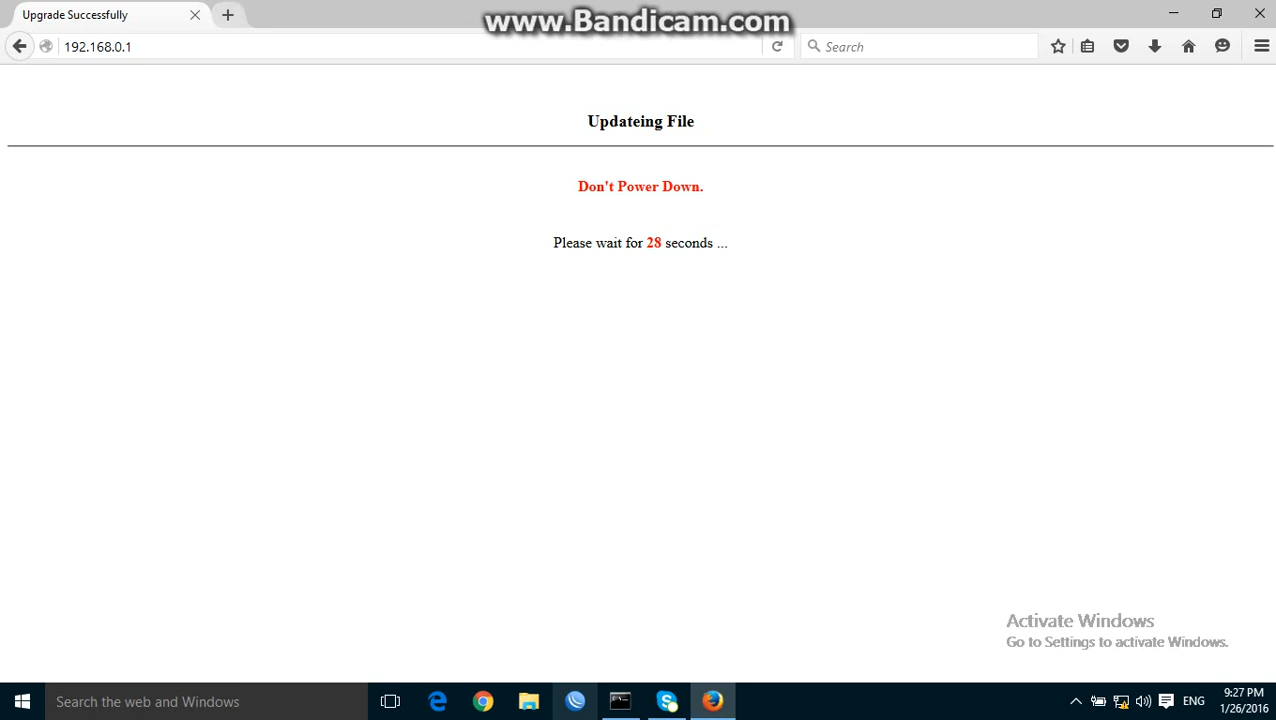 www.Bandicam.com
Upgrade Successfully
192.168.0.1
Search
Updateing File
Don't Power Down.
Please wait for 28 seconds ...
Activate Windows
Go to Settings to activate Windows.
Search the web and Windows
ENG
9:27 PM
1/26/2016